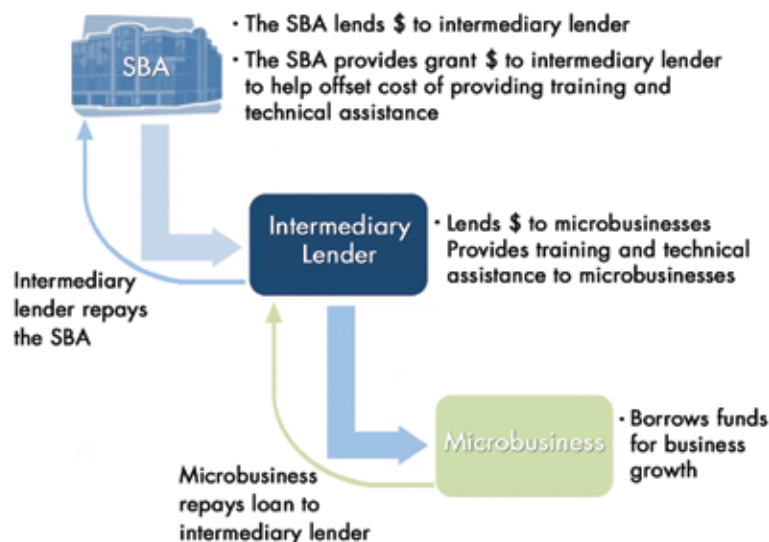 SBA
· The SBA lends $ to intermediary lender
· The SBA provides grant $ to intermediary lender
to help offset cost of providing training and
technical assistance
Intermediary
Lender
· Lends $ to microbusinesses
Provides training and technical
assistance to microbusinesses
Intermediary
lender repays
the SBA
Microbusiness
· Borrows funds
for business
growth
Microbusiness
repays loan to
intermediary lender